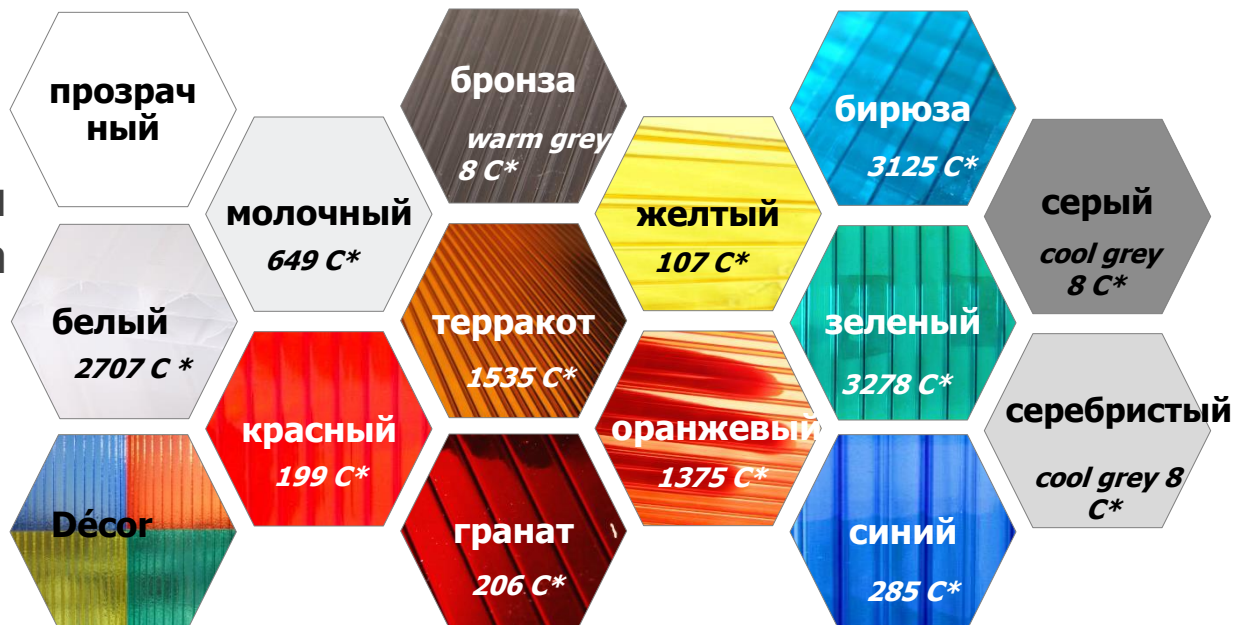 прозрач
ный
белый
2707 C *
Décor
молочный
649 C*
красный
199 C*
бронза
warm grey
8 C*
терракот
1535 C*
гранат
206 C*
желтый
107 C*
оранжевый
1375 C*
бирюза
3125 C*
зеленый
3278 C*
синий
285 C*
серый
cool grey
8 C*
серебристый
cool grey 8
C*